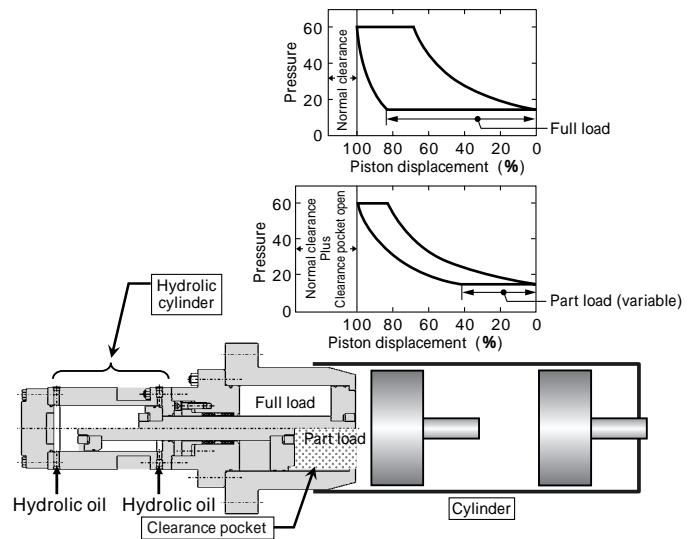 60
40
20
0
Pressure
Normal clearance
100 80 60 40 20 0
Piston displacement (%)
Full load
60
40
20
0
Pressure
Normal clearance
Plus
Clearance pocket open
100 80 60 40 20 0
Piston displacement (%)
Part load (variable)
Hydrolic
cylinder
Full load
Part load
Hydrolic oil
Hydrolic oil
Clearance pocket
Cylinder